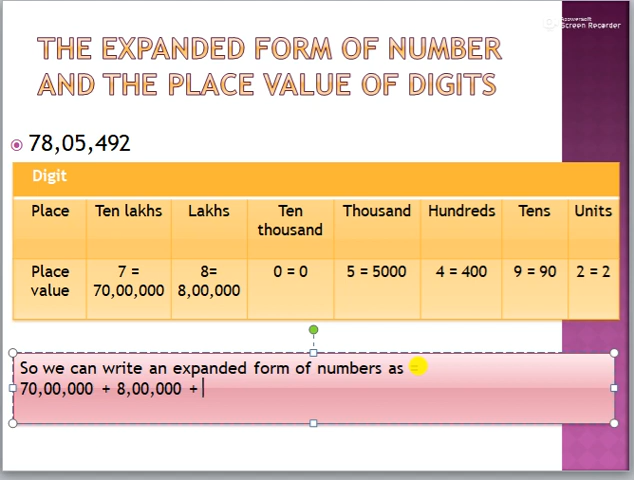 Apowersoft
Screen Recorder
THE EXPANDED FORM OF NUMBER
AND THE PLACE VALUE OF DIGITS
78,05,492
Digit
Place Ten lakhs Lakhs Ten thousand Thousand Hundreds Tens Units
Place value 7 = 70,00,000 8= 8,00,000 0 = 0 5 = 5000 4 = 400 9 = 90 2 = 2
So we can write an expanded form of numbers as =
70,00,000 + 8,00,000 +